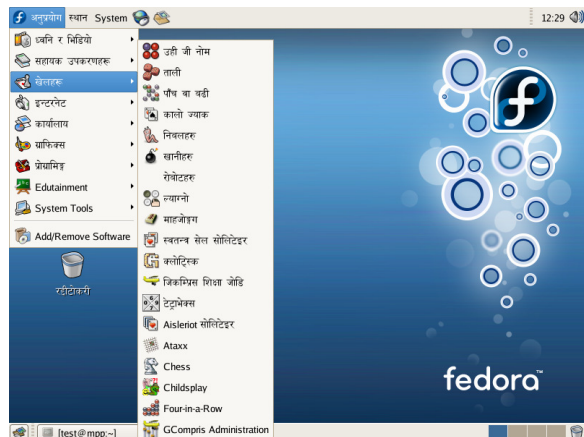 अनुप्रयोग स्थान System
12:29
ध्वनि र भिडियो
सहायक उपकरणहरू
खेलहरू
इन्टरनेट
कार्यालाय
ग्राफिक्स
प्रोग्रामिङ्ग
Edutainment
System Tools
Add/Remove Software
रद्दीटोकरी
उही जी नोम
ताली
पाँच वा बढी
कालो ज्याक
निबलहरू
खानीहरू
रोबोटहरू
ल्याग्नो
माहजोङ्ग
स्वतन्त्र सेल सोलिटेइर
क्लोट्स्कि
जिकम्प्रिस शिक्षा जोडि
टेट्राभेक्स
Aisleriot सोलिटेइर
Ataxx
Chess
Childsplay
Four-in-a-Row
GCompris Administration
fedora
[test@mpp:~]